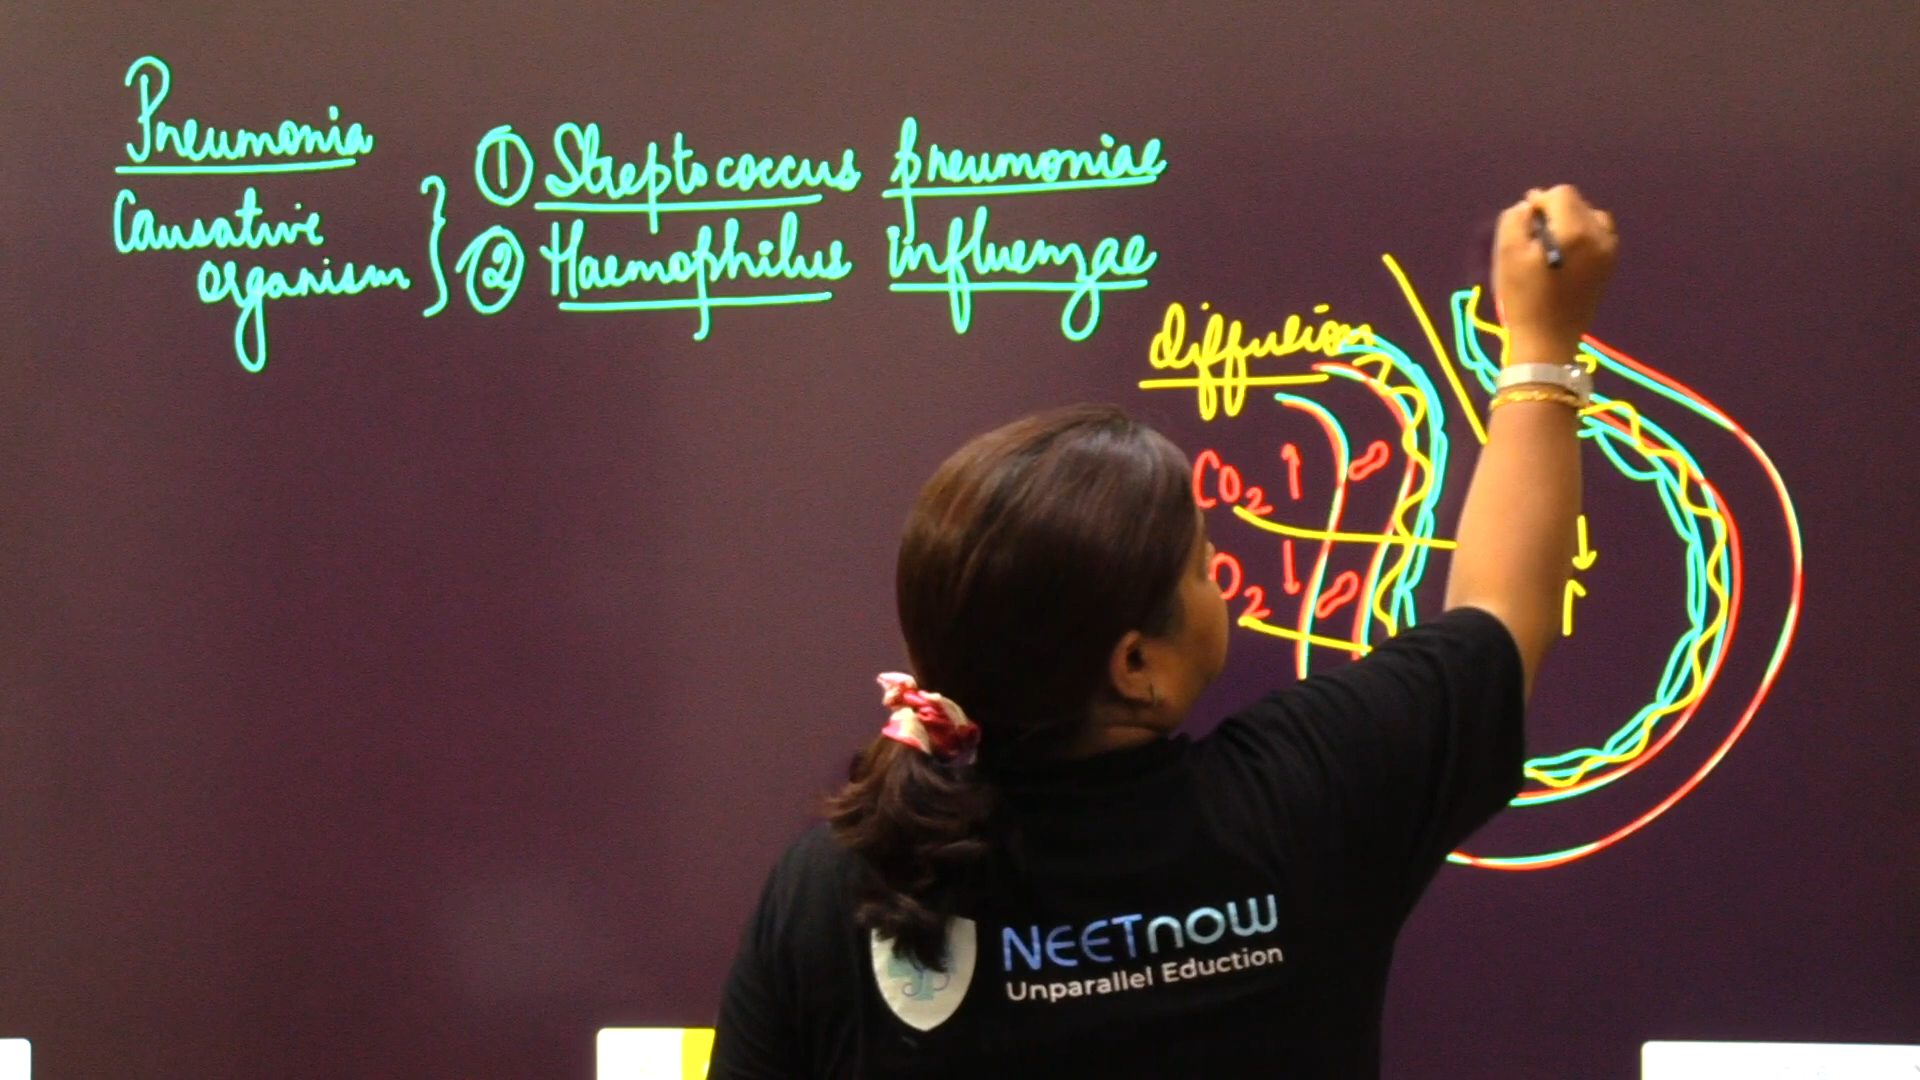 Pneumonia
Causative organism } ① Streptococcus pneumoniae
② Haemophilus influenzae
diffusion
CO₂ ↑
O₂ ↓
↓
↑
NEETNOW
Unparallel Eduction